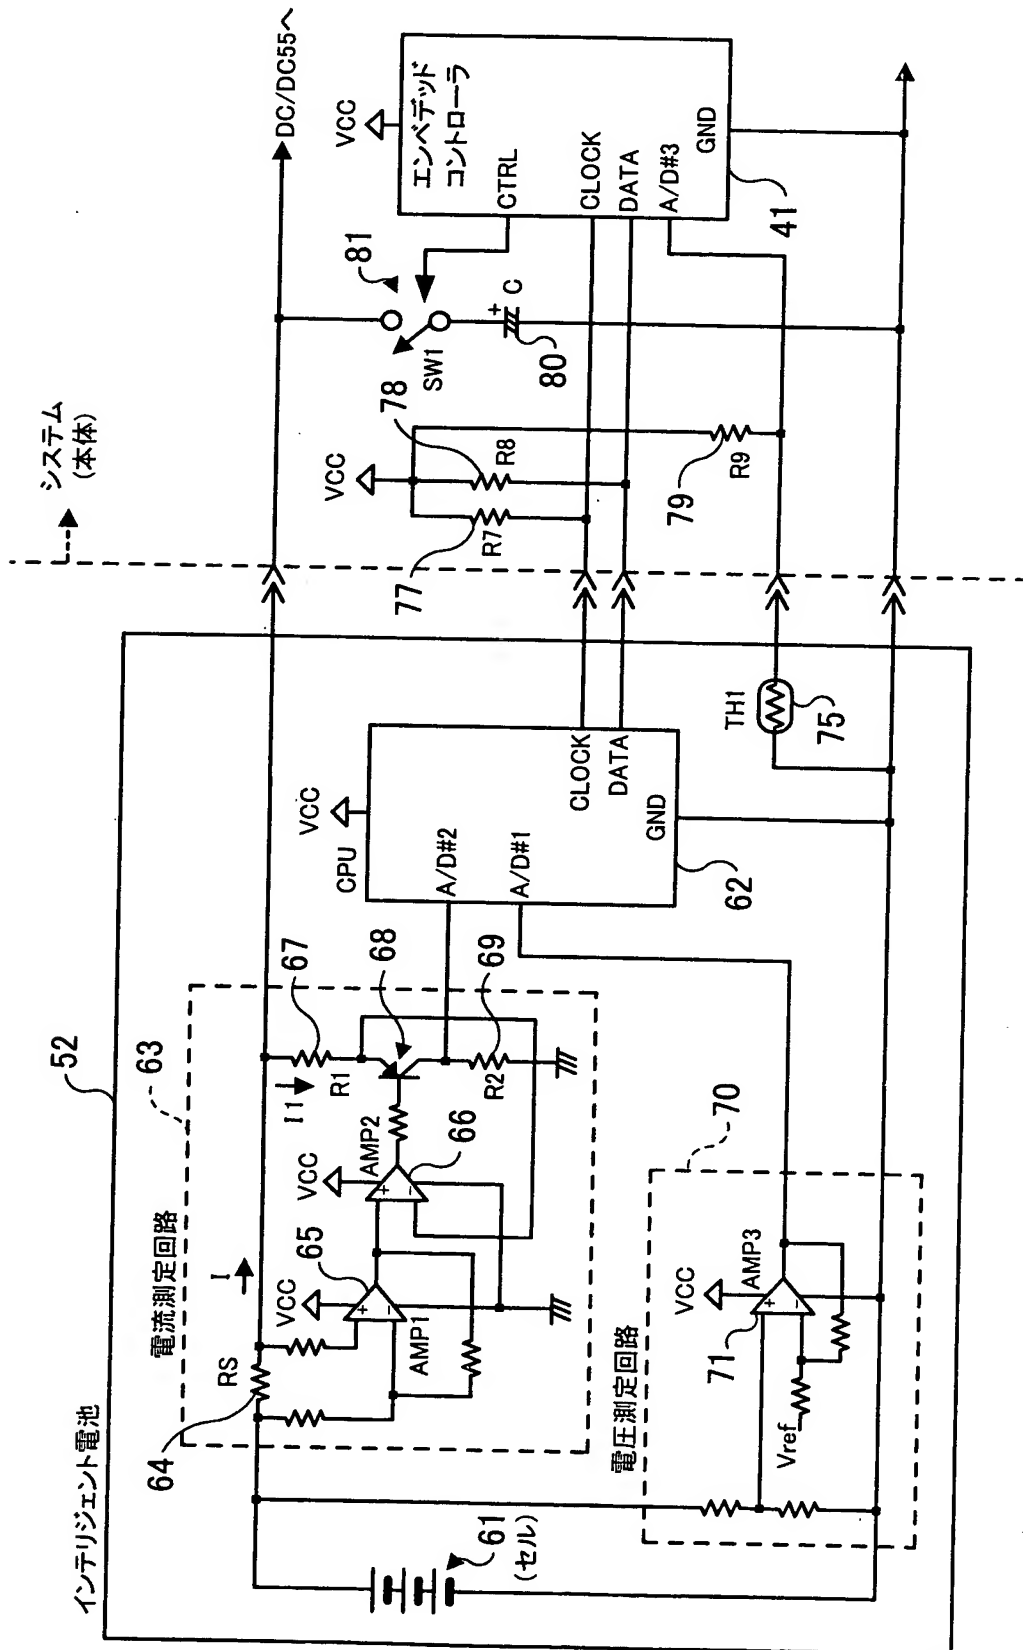 インテリジェント電池
52
電流測定回路
63
64
RS
I
VCC
65
AMP1
VCC
AMP2
66
I1
R1
67
68
R2
69
61
(セル)
電圧測定回路
70
71
VCC
AMP3
Vref
VCC
CPU
A/D#2
A/D#1
CLOCK
DATA
GND
62
TH1
75
システム
(本体)
DC/DC55へ
VCC
77
78
R7
R8
79
R9
81
SW1
+
C
80
VCC
エンベデッド
コントローラ
CTRL
CLOCK
DATA
A/D#3
GND
41